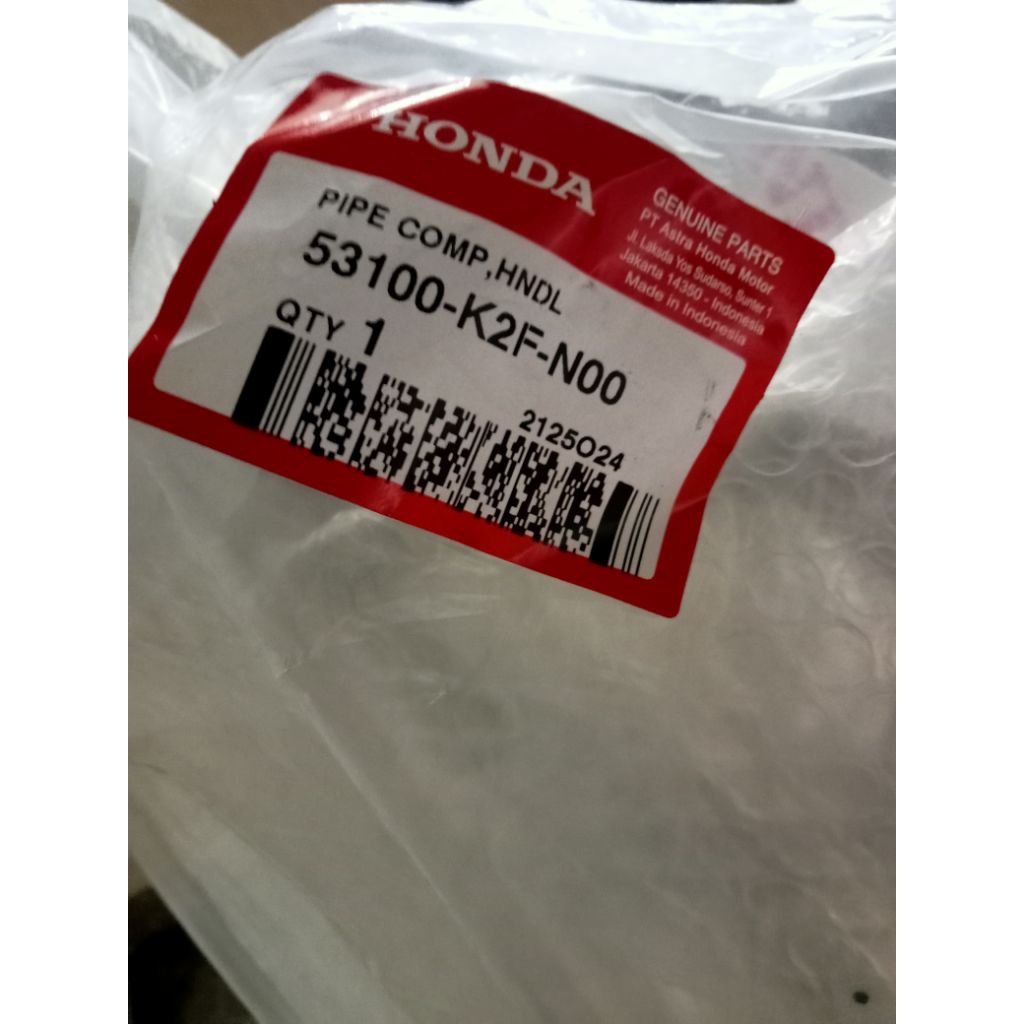 HONDA
GENUINE PARTS
PT Astra Honda Motor
Jl. Laksda Yos Sudarso, Sunter 1
Jakarta 14350 - Indonesia
Made in Indonesia
PIPE COMP,HNDL
53100-K2F-N00
QTY 1
2125O24